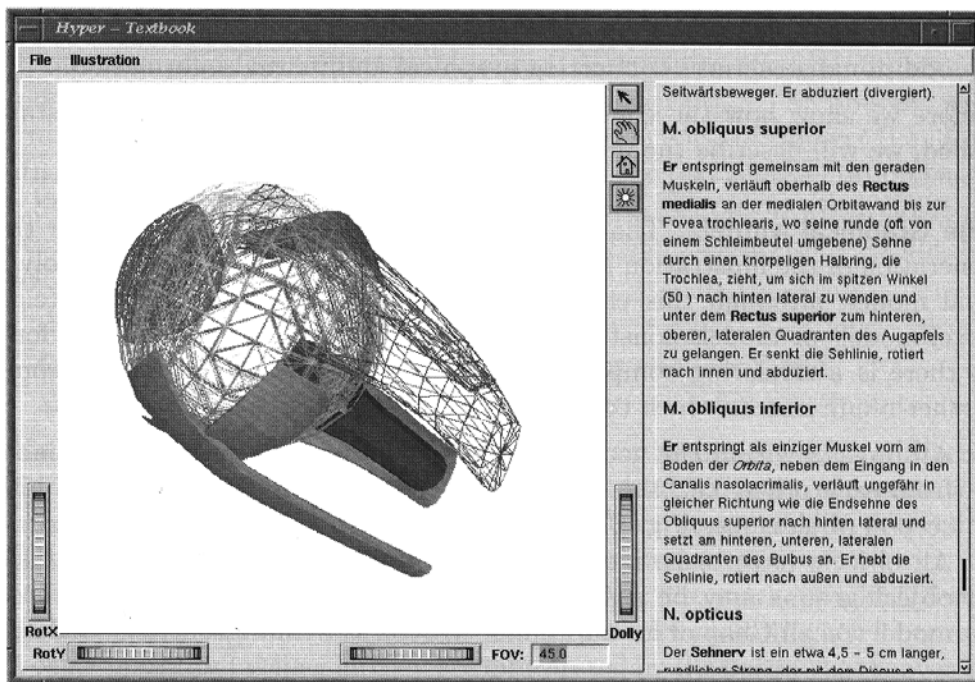 Hyper - Textbook
File Illustration
Seitwärtsbeweger. Er abduziert (divergiert).
M. obliquus superior
Er entspringt gemeinsam mit den geraden
Muskeln, verläuft oberhalb des Rectus
medialis an der medialen Orbitawand bis zur
Fovea trochlearis, wo seine runde (oft von
einem Schleimbeutel umgebene) Sehne
durch einen knorpeligen Halbring, die
Trochlea, zieht, um sich im spitzen Winkel
(50 ) nach hinten lateral zu wenden und
unter dem Rectus superior zum hinteren,
oberen, lateralen Quadranten des Augapfels
zu gelangen. Er senkt die Sehlinie, rotiert
nach innen und abduziert.
M. obliquus inferior
Er entspringt als einziger Muskel vorn am
Boden der Orbita, neben dem Eingang in den
Canalis nasolacrimalis, verläuft ungefähr in
gleicher Richtung wie die Endsehne des
Obliquus superior nach hinten lateral und
setzt am hinteren, unteren, lateralen
Quadranten des Bulbus an. Er hebt die
Sehlinie, rotiert nach außen und abduziert.
N. opticus
Der Sehnerv ist ein etwa 4,5 - 5 cm langer,
rundlicher Strang, der mit dem Discus n.
RotX
Dolly
RotY
FOV: 45.0